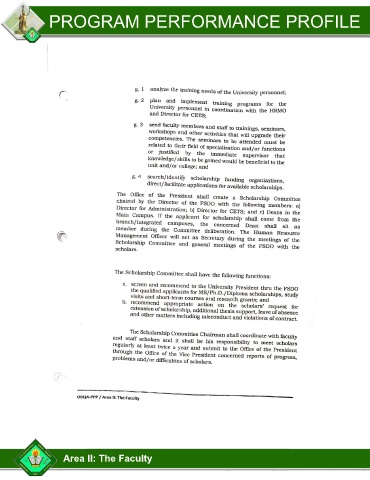 PROGRAM PERFORMANCE PROFILE
g. 1 analyze the training needs of the University personnel;
g. 2 plan and implement training programs for the
University personnel in coordination with the HRMO
and Director for CETS;
g. 3 send faculty members and staff to trainings, seminars,
workshops and other activities that will upgrade their
competencies. The seminars to be attended must be
related to their field of specialization and/or functions
or justified by the immediate supervisor that
knowledge/skills to be gained would be beneficial to the
unit and/or college; and
g. 4 search/identify scholarship funding organizations,
direct/facilitate applications for available scholarships.
The Office of the President shall create a Scholarship Committee
chaired by the Director of the FSDO with the following members: a)
Director for Administration; b) Director for CETS; and c) Deans in the
Main Campus. If the applicant for scholarship shall come from the
branch/integrated campuses, the concerned Dean shall sit as
member during the Committee deliberation. The Human Resource
Management Officer will act as Secretary during the meetings of the
Scholarship Committee and general meetings of the FSDO with the
scholars.
The Scholarship Committee shall have the following functions:
a. screen and recommend to the University President thru the FSDO
the qualified applicants for MS/Ph.D./Diploma scholarships, study
visits and short-term courses and research grants; and
b. recommend appropriate action on the scholars' request for
extension of scholarship, additional thesis support, leave of absence
and other matters including misconduct and violations of contract.
The Scholarship Committee Chairman shall coordinate with faculty
and staff scholars and it shall be his responsibility to meet scholars
regularly at least twice a year and submit to the Office of the President
through the Office of the Vice President concerned reports of progress,
problems and/or difficulties of scholars.
ODQA-PPP / Area II: The Faculty
Area II: The Faculty